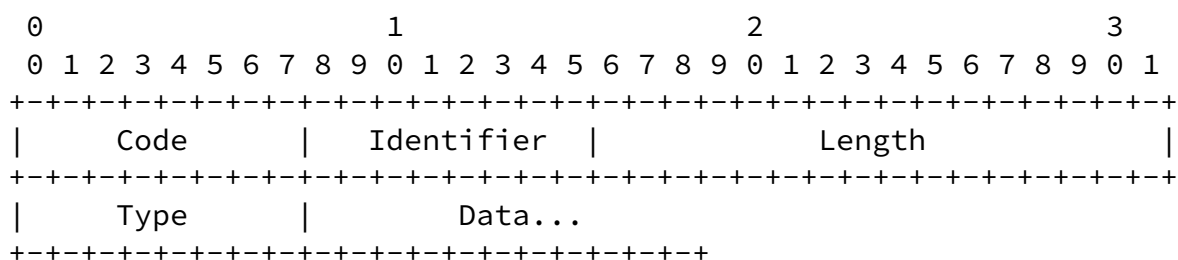 0                   1                   2                   3
 0 1 2 3 4 5 6 7 8 9 0 1 2 3 4 5 6 7 8 9 0 1 2 3 4 5 6 7 8 9 0 1
+-+-+-+-+-+-+-+-+-+-+-+-+-+-+-+-+-+-+-+-+-+-+-+-+-+-+-+-+-+-+-+-+
|     Code      |   Identifier  |            Length             |
+-+-+-+-+-+-+-+-+-+-+-+-+-+-+-+-+-+-+-+-+-+-+-+-+-+-+-+-+-+-+-+-+
|     Type      |        Data...
+-+-+-+-+-+-+-+-+-+-+-+-+-+-+-+-+-+-+-+